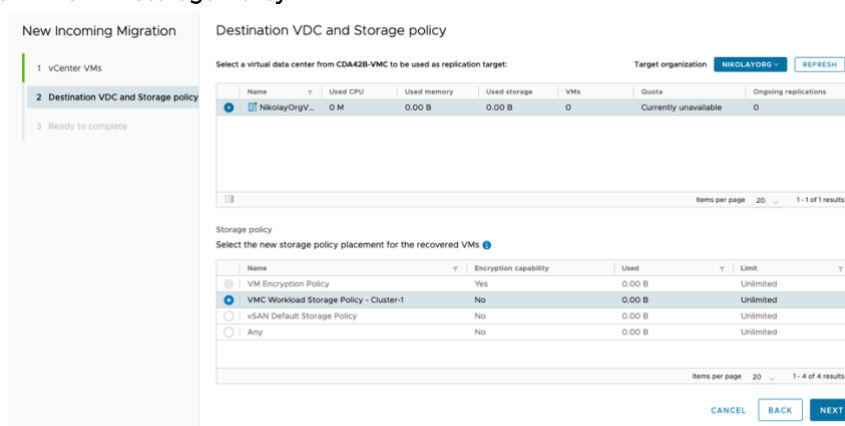 New Incoming Migration
1 vCenter VMs
2 Destination VDC and Storage policy
3 Ready to complete
Destination VDC and Storage policy
Select a virtual data center from CDA42B-VMC to be used as replication target:
Target organization NIKOLAYORG REFRESH
Name Used CPU Used memory Used storage VMs Quota Ongoing replications
NikolayOrgV... 0 M 0.00 B 0.00 B 0 Currently unavailable 0
Items per page 20 1 - 1 of 1 results
Storage policy
Select the new storage policy placement for the recovered VMs
Name Encryption capability Used Limit
VM Encryption Policy Yes 0.00 B Unlimited
VMC Workload Storage Policy - Cluster-1 No 0.00 B Unlimited
vSAN Default Storage Policy No 0.00 B Unlimited
Any No 0.00 B Unlimited
Items per page 20 1 - 4 of 4 results
CANCEL BACK NEXT